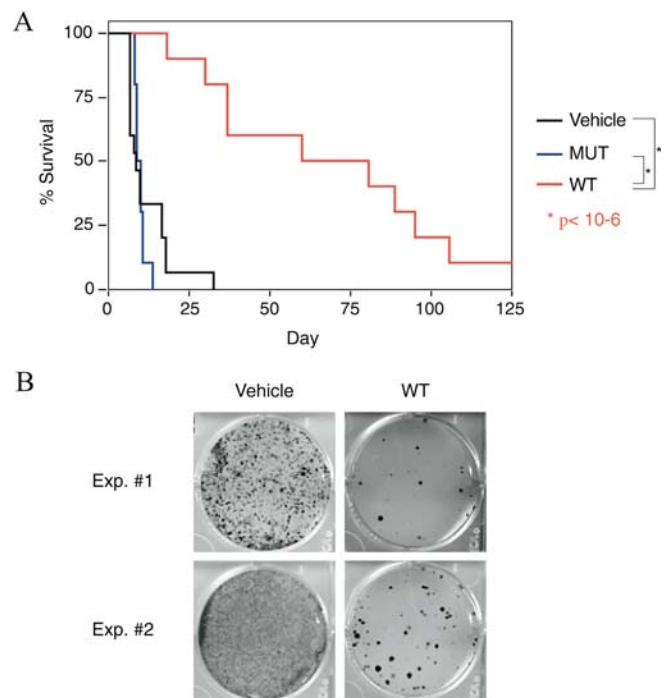 A
100
75
50
25
0
% Survival
0 25 50 75 100 125
Day
Vehicle
MUT
WT
*
*
* p< 10-6
B
Vehicle WT
Exp. #1
Exp. #2